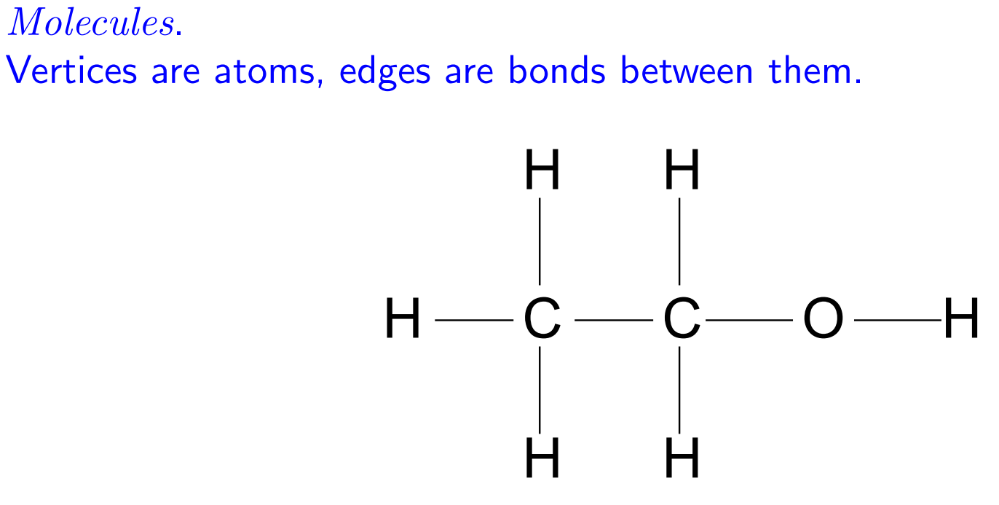 Molecules.
Vertices are atoms, edges are bonds between them.
H H
H C C O H
H H